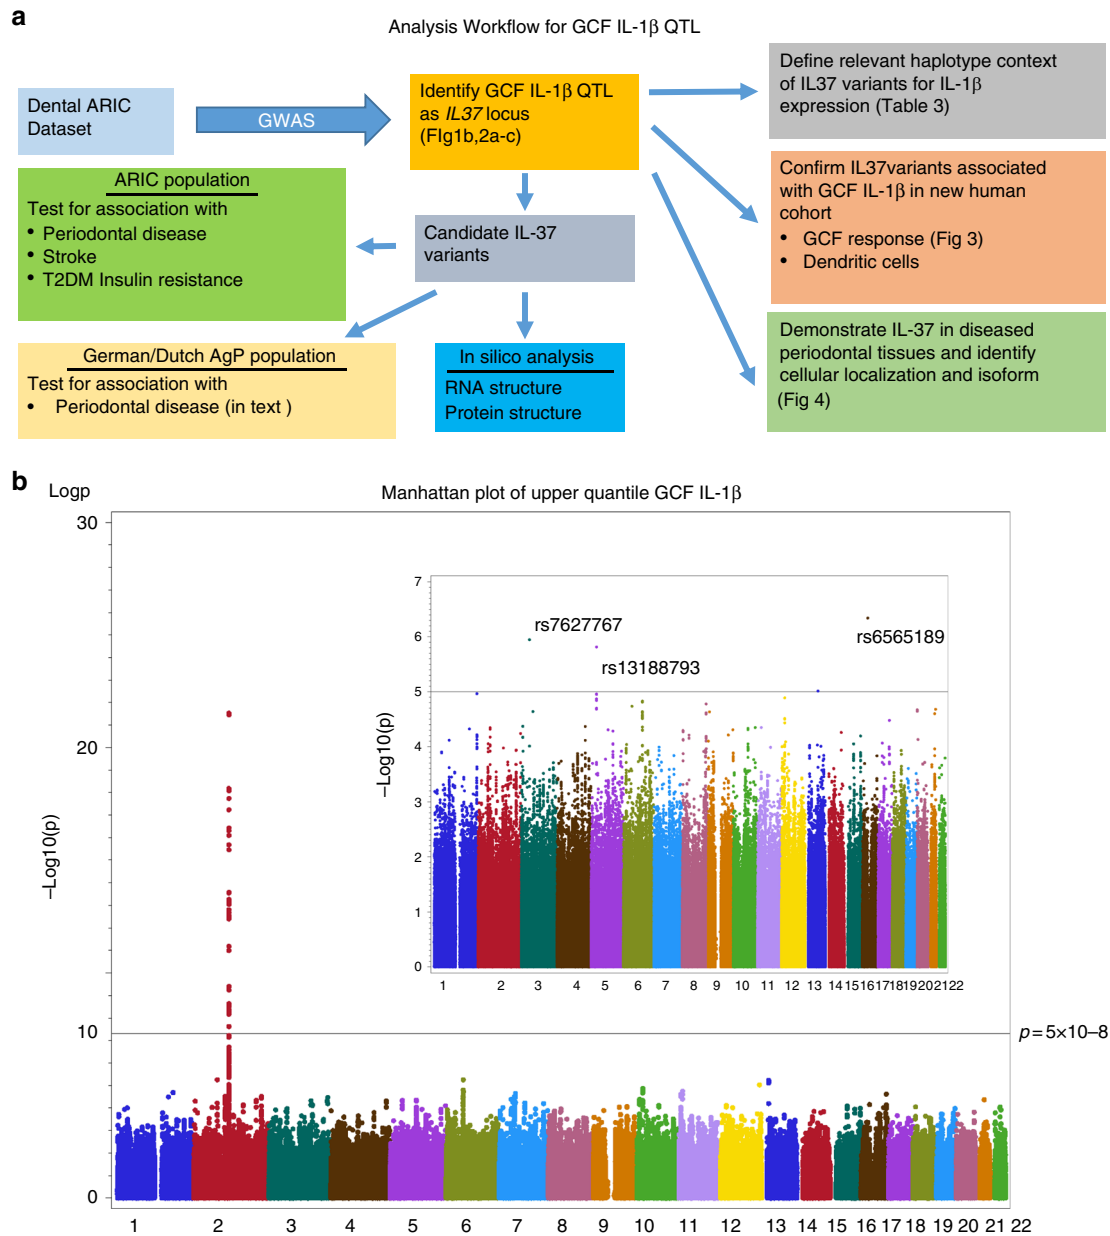 a
Analysis Workflow for GCF IL-1β QTL
Dental ARIC
Dataset
GWAS
Identify GCF IL-1β QTL
as IL37 locus
(FIg1b,2a-c)
Define relevant haplotype context
of IL37 variants for IL-1β
expression (Table 3)
ARIC population
Test for association with
• Periodontal disease
• Stroke
• T2DM Insulin resistance
Candidate IL-37
variants
Confirm IL37variants associated
with GCF IL-1β in new human
cohort
• GCF response (Fig 3)
• Dendritic cells
German/Dutch AgP population
Test for association with
• Periodontal disease (in text )
In silico analysis
RNA structure
Protein structure
Demonstrate IL-37 in diseased
periodontal tissues and identify
cellular localization and isoform
(Fig 4)
b
Logp
Manhattan plot of upper quantile GCF IL-1β
30
20
10
0
–Log10(p)
p=5×10–8
7
6
5
4
3
2
1
0
–Log10(p)
rs7627767
rs13188793
rs6565189
1 2 3 4 5 6 7 8 9 10 11 12 13 14 15 16 17 18 19 20 21 22
1 2 3 4 5 6 7 8 9 10 11 12 13 14 15 16 17 18 19 20 21 22